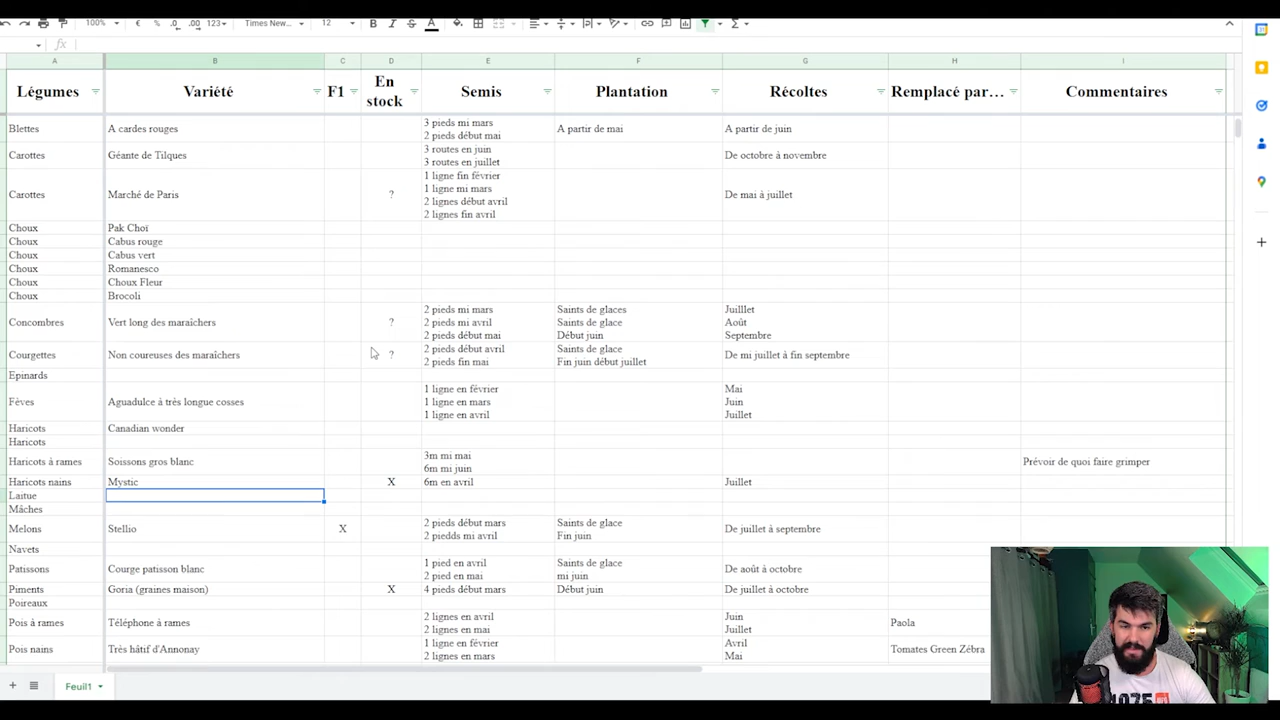 100% € % .0 .00 123 Times New... 12 B I A Σ
fx
A B C D E F G H I
Légumes Variété F1 En stock Semis Plantation Récoltes Remplacé par… Commentaires
Blettes A cardes rouges 3 pieds mi mars A partir de mai A partir de juin
2 pieds début mai
Carottes Géante de Tilques 3 routes en juin De octobre à novembre
3 routes en juillet
Carottes Marché de Paris ? 1 ligne fin février De mai à juillet
1 ligne mi mars
2 lignes début avril
2 lignes fin avril
Choux Pak Choï
Choux Cabus rouge
Choux Cabus vert
Choux Romanesco
Choux Choux Fleur
Choux Brocoli
Concombres Vert long des maraîchers ? 2 pieds mi mars Saints de glaces Juilllet
2 pieds mi avril Saints de glace Août
2 pieds début mai Début juin Septembre
Courgettes Non coureuses des maraîchers ? 2 pieds début avril Saints de glace De mi juillet à fin septembre
2 pieds fin mai Fin juin début juillet
Epinards
Fèves Aguadulce à très longue cosses 1 ligne en février Mai
1 ligne en mars Juin
1 ligne en avril Juillet
Haricots Canadian wonder
Haricots
Haricots à rames Soissons gros blanc 3m mi mai Prévoir de quoi faire grimper
6m mi juin
Haricots nains Mystic X 6m en avril Juillet
Laitue
Mâches
Melons Stellio X 2 pieds début mars Saints de glace De juillet à septembre
2 piedds mi avril Fin juin
Navets
Patissons Courge patisson blanc 1 pied en avril Saints de glace De août à octobre
2 pied en mai mi juin
Piments Goria (graines maison) X 4 pieds début mars Début juin De juillet à octobre
Poireaux
Pois à rames Téléphone à rames 2 lignes en avril Juin Paola
2 lignes en mai Juillet
Pois nains Très hâtif d'Annonay 1 ligne en février Avril Tomates Green Zébra
2 lignes en mars Mai
Feuil1